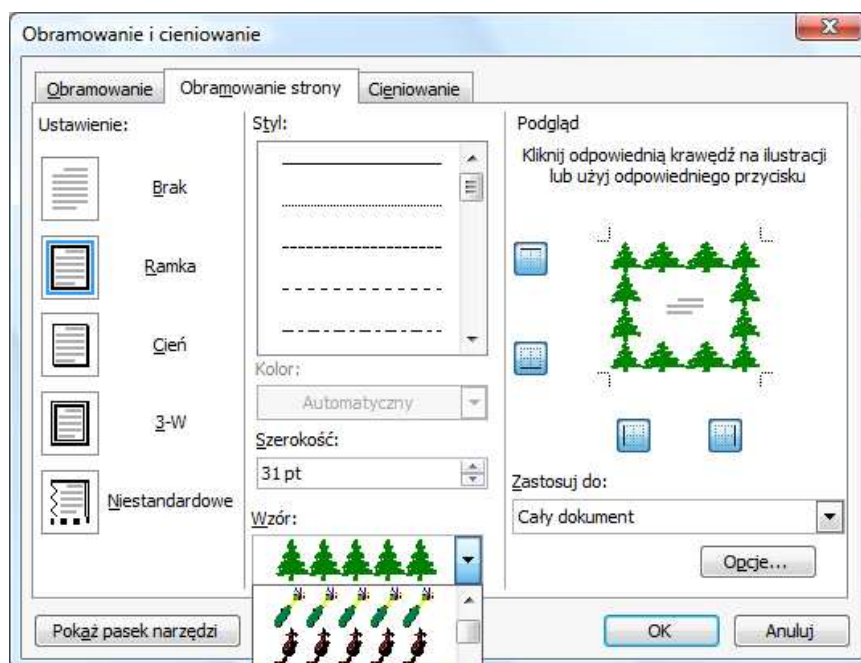 Obramowanie i cieniowanie
Obramowanie
Obramowanie strony
Cieniowanie
Ustawienie:
Brak
Ramka
Cień
3-W
Niestandardowe
Styl:
Kolor:
Automatyczny
Szerokość:
31 pt
Wzór:
Podgląd
Kliknij odpowiednią krawędź na ilustracji
lub użyj odpowiedniego przycisku
Zastosuj do:
Cały dokument
Opcje...
Pokaż pasek narzędzi
OK
Anuluj